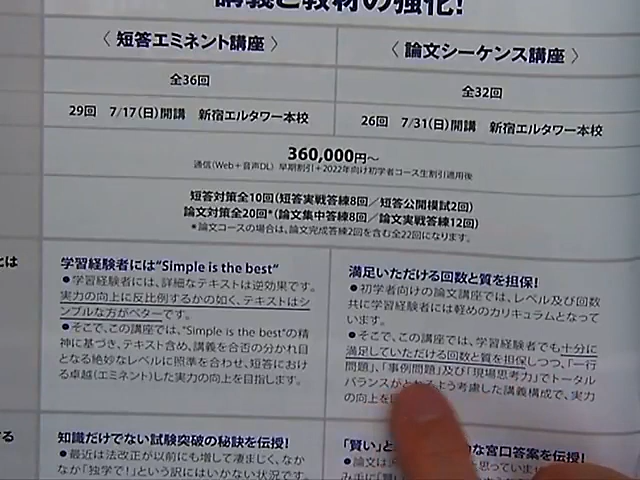 講義と教材の強化!
〈 短答エミネント講座 〉
〈 論文シーケンス講座 〉
全36回
全32回
29回 7/17(日)開講 新宿エルタワー本校
26回 7/31(日)開講 新宿エルタワー本校
360,000円～
通信(Web+音声DL) 早期割引+2022年向け初学者コース生割引適用後
短答対策全10回(短答実戦答練8回/短答公開模試2回)
論文対策全20回*(論文集中答練8回/論文実戦答練12回)
*論文コースの場合は、論文完成答練2回を含む全22回になります。
とは
学習経験者には"Simple is the best"
●学習経験者には、詳細なテキストは逆効果です。
実力の向上に反比例するかの如く、テキストはシ
ンプルな方がベターです。
●そこで、この講座では、"Simple is the best"の精
神に基づき、テキスト含め、講義を合否の分かれ目
となる絶妙なレベルに照準を合わせ、短答におけ
る卓越(エミネント)した実力の向上を目指します。
満足いただける回数と質を担保!
●初学者向けの論文講座では、レベル及び回数
共に学習経験者には軽めのカリキュラムとなって
います。
●そこで、この講座では、学習経験者でも十分に
満足していただける回数と質を担保しつつ、「一行
問題」、「事例問題」及び「現場思考力」でトータル
バランスがとれるよう考慮した講義構成で、実力
の向上を
する
知識だけでない試験突破の秘訣を伝授!
●最近は法改正が以前にも増して凄まじく、なか
なか「独学で!」という訳にはいかない状況です。
「賢い」と
な宮口答案を伝授!
●論文は
思っていま